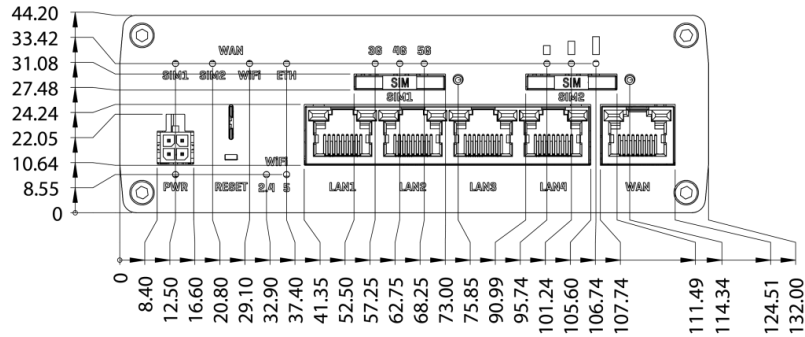 44.20
33.42
31.08
27.48
24.24
22.05
10.64
8.55
0
WAN
SIM1 SIM2 WiFi ETH
3G 4G 5G
SIM
SIM1
SIM
SIM2
WiFi
PWR RESET 2.4 5
LAN1 LAN2 LAN3 LAN4 WAN
0 8.40 12.50 16.60 20.80 29.10 32.90 37.40 41.35 52.50 57.25 62.75 68.25 73.00 75.85 90.99 95.74 101.24 105.60 106.74 107.74 111.49 114.34 124.51 132.00